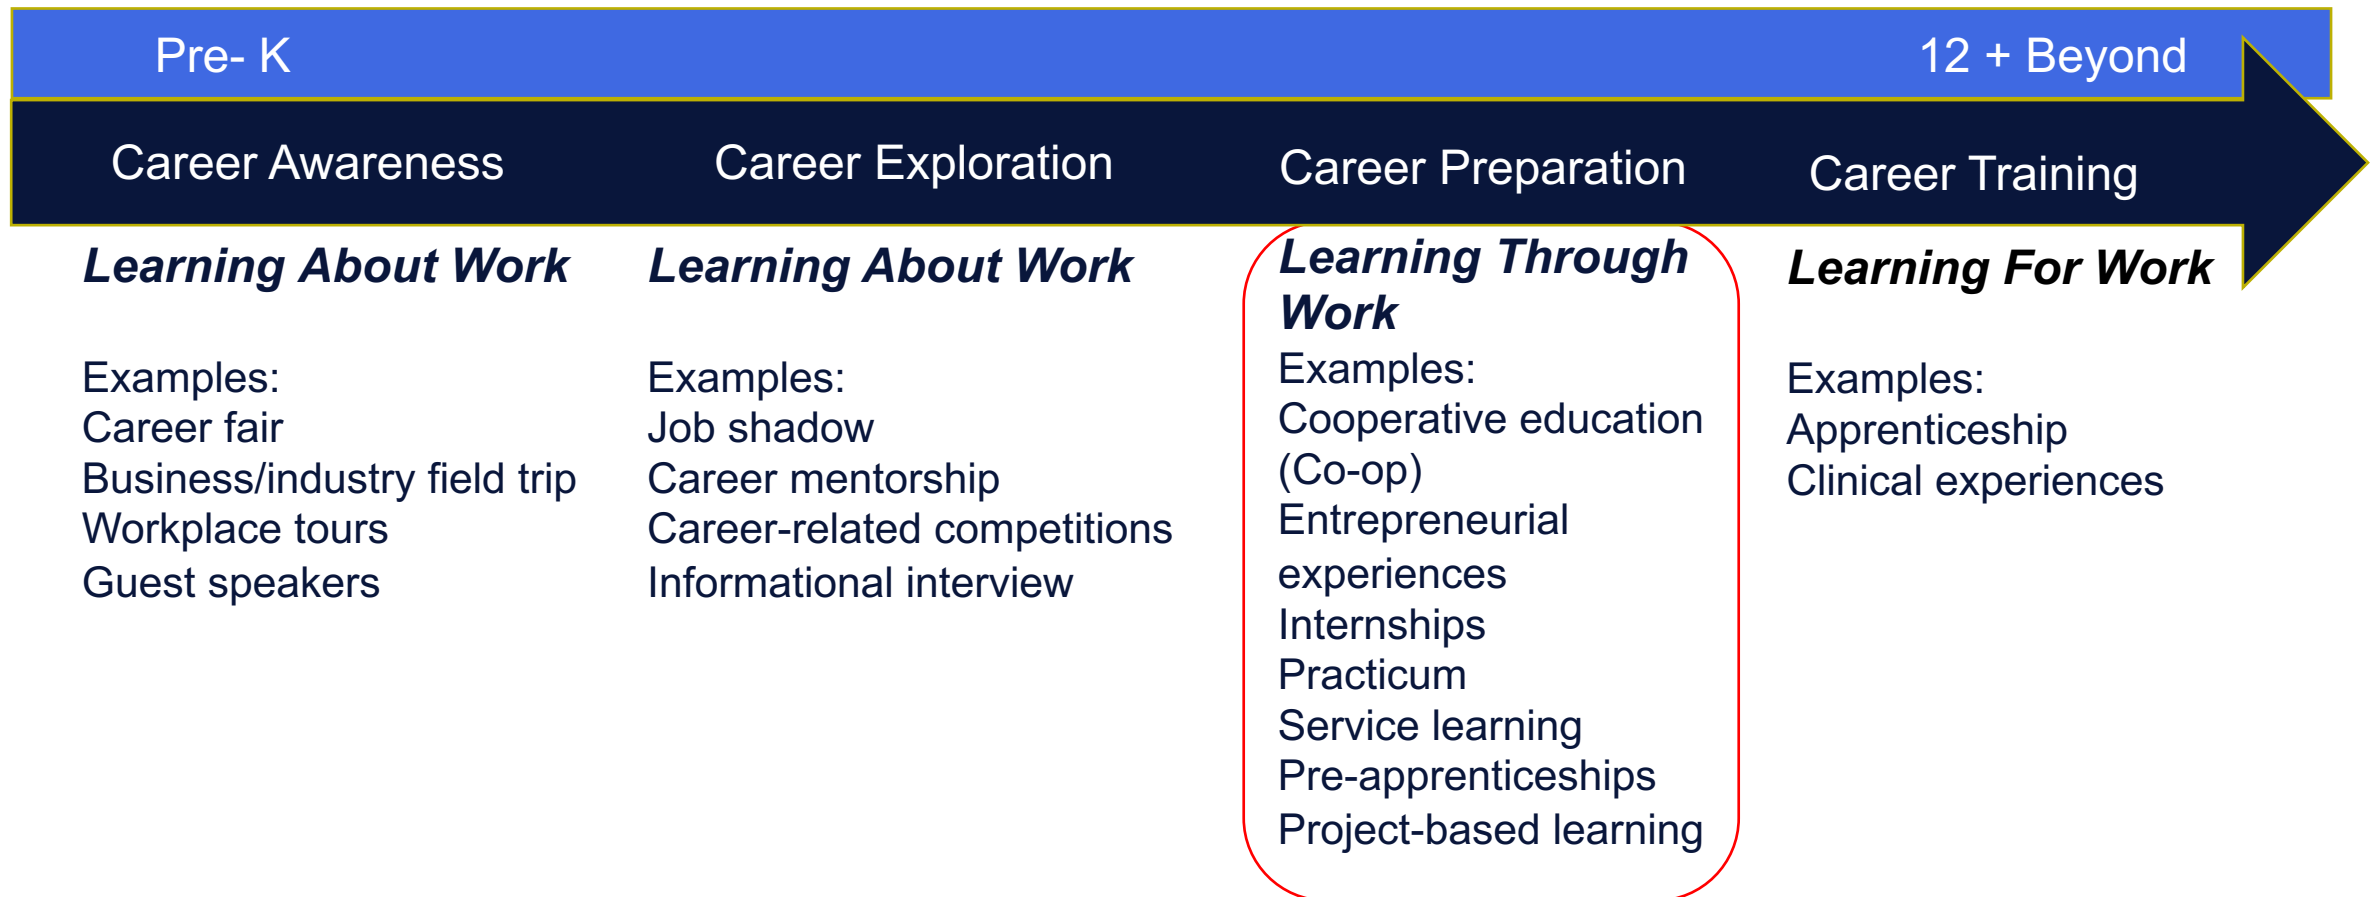 Pre- K
12 + Beyond
Career Awareness
Career Exploration
Career Preparation
Career Training
Learning About Work
Examples:
Career fair
Business/industry field trip
Workplace tours
Guest speakers
Learning About Work
Examples:
Job shadow
Career mentorship
Career-related competitions
Informational interview
Learning Through
Work
Examples:
Cooperative education
(Co-op)
Entrepreneurial
experiences
Internships
Practicum
Service learning
Pre-apprenticeships
Project-based learning
Learning For Work
Examples:
Apprenticeship
Clinical experiences